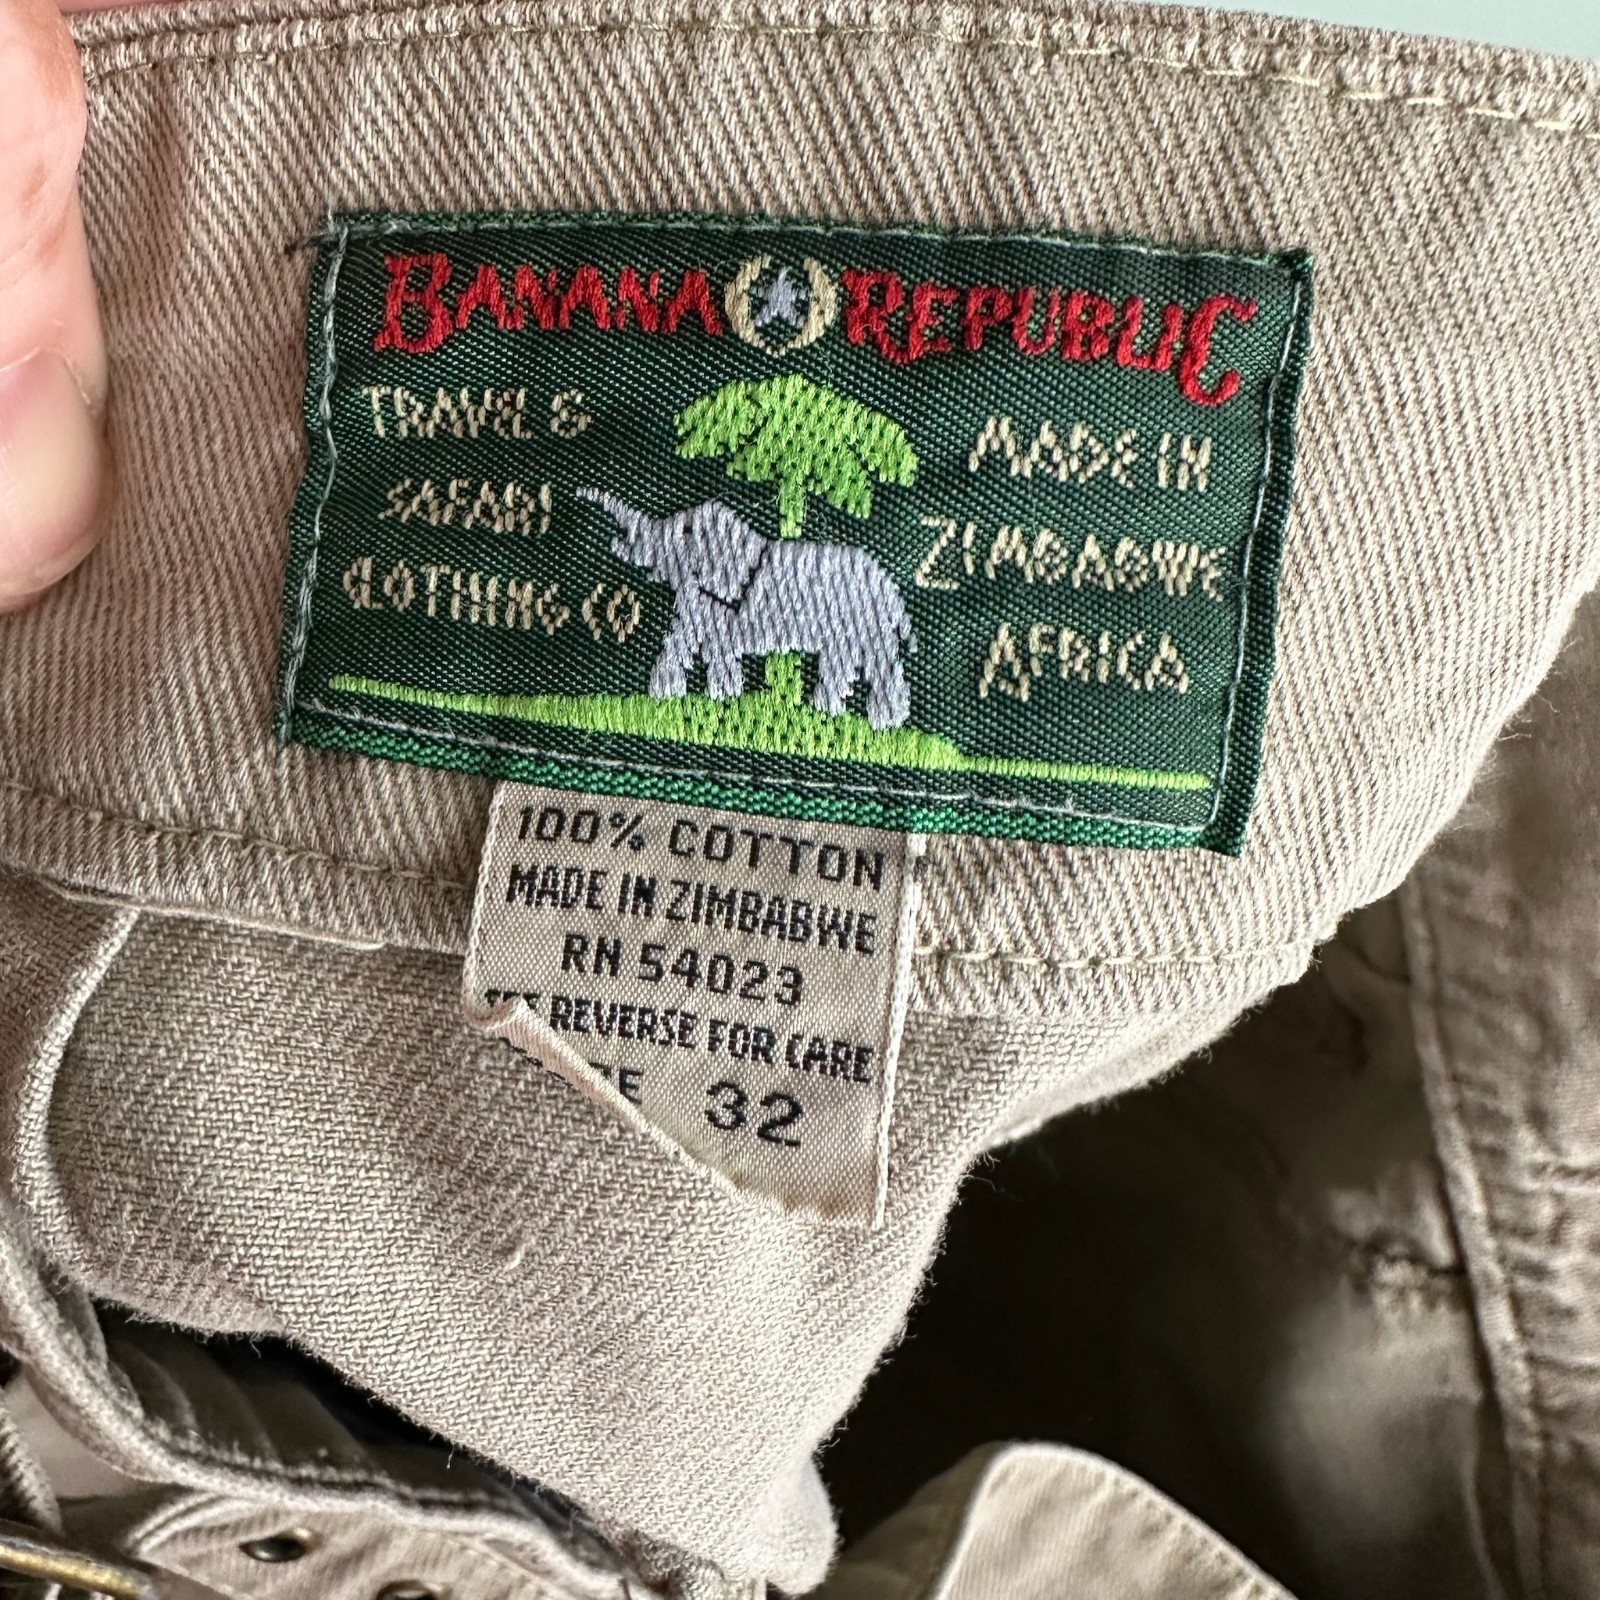 BANANA REPUBLIC
TRAVEL &
SAFARI
CLOTHING CO
MADE IN
ZIMBABWE
AFRICA
100% COTTON
MADE IN ZIMBABWE
RN 54023
REVERSE FOR CARE
32